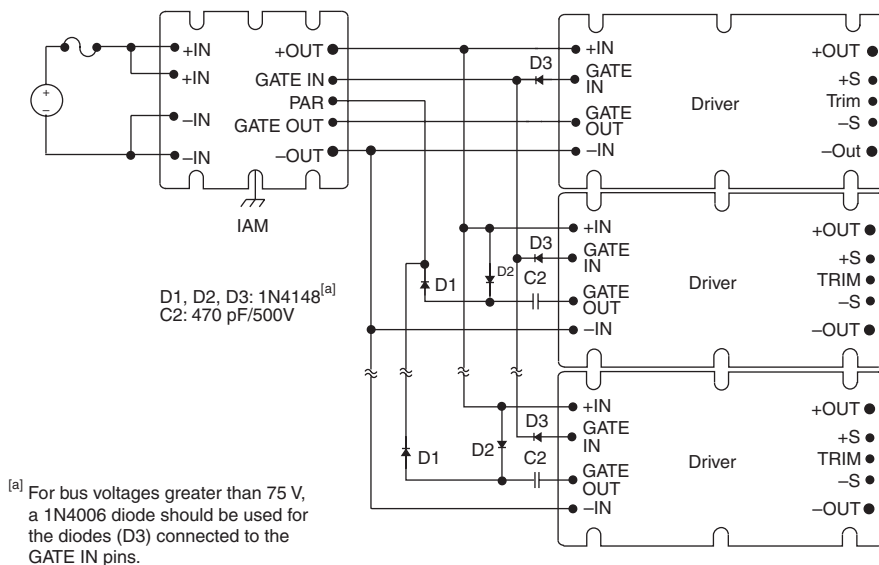 +
–
+IN
+IN
–IN
–IN
+OUT
GATE IN
PAR
GATE OUT
–OUT
IAM
D3
+IN
GATE
IN
GATE
OUT
–IN
Driver
+OUT
+S
Trim
–S
–Out
D1
D2
D3
C2
+IN
GATE
IN
GATE
OUT
–IN
Driver
+OUT
+S
TRIM
–S
–OUT
D1, D2, D3: 1N4148[a]
C2: 470 pF/500V
D1
D2
D3
C2
+IN
GATE
IN
GATE
OUT
–IN
Driver
+OUT
+S
TRIM
–S
–OUT
[a] For bus voltages greater than 75 V,
a 1N4006 diode should be used for
the diodes (D3) connected to the
GATE IN pins.